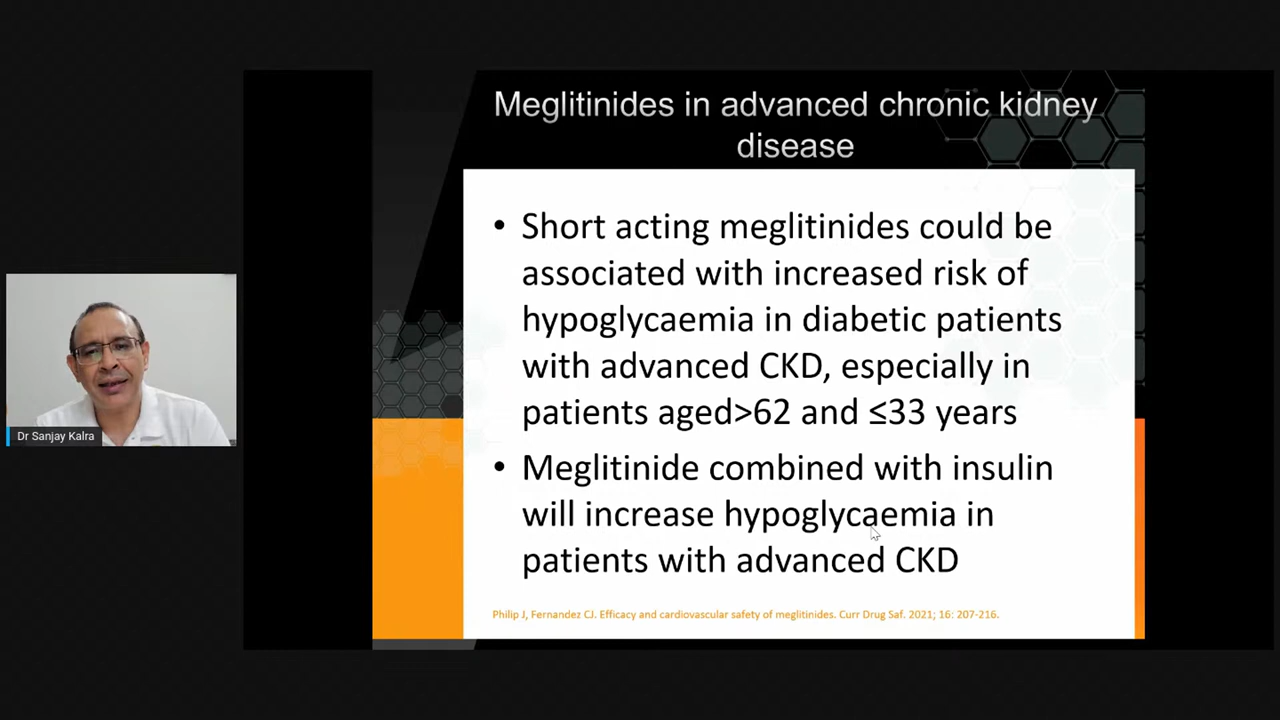 Meglitinides in advanced chronic kidney
disease
• Short acting meglitinides could be
associated with increased risk of
hypoglycaemia in diabetic patients
with advanced CKD, especially in
patients aged>62 and ≤33 years
• Meglitinide combined with insulin
will increase hypoglycaemia in
patients with advanced CKD
Philip J, Fernandez CJ. Efficacy and cardiovascular safety of meglitinides. Curr Drug Saf. 2021; 16: 207-216.
Dr Sanjay Kalra